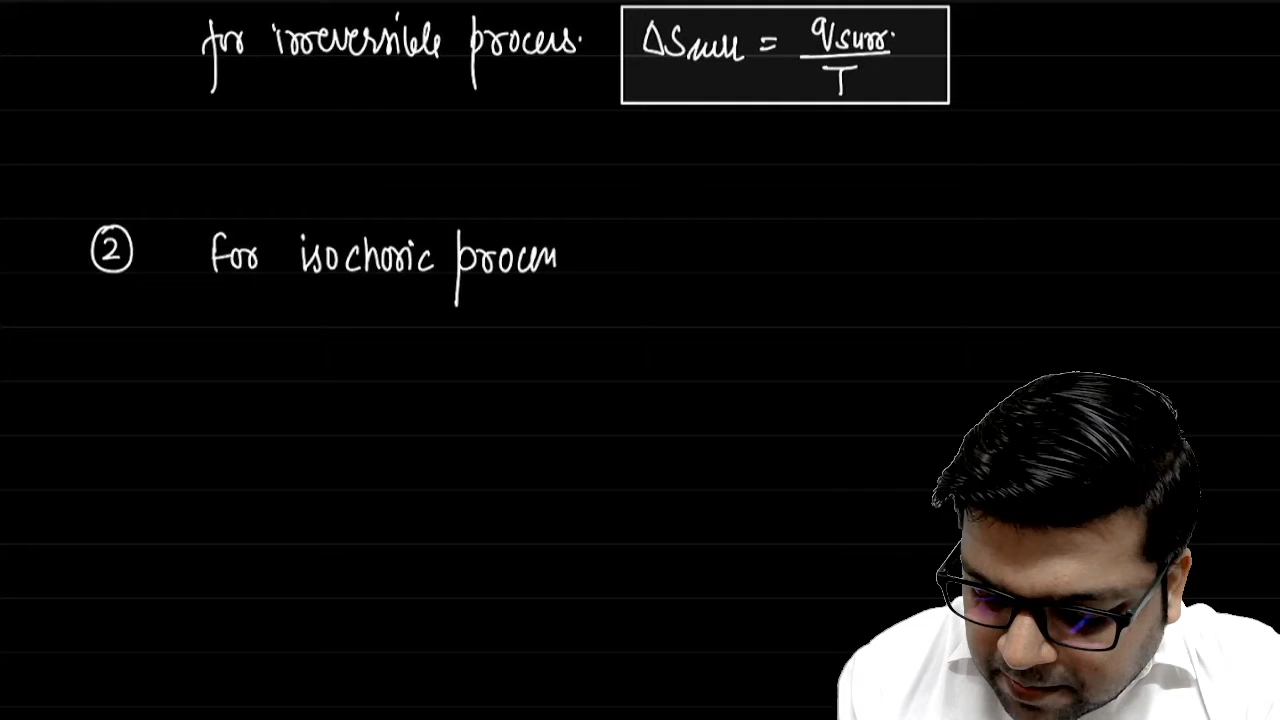 for irreversible process. ΔSsurr = qsurr. / T
② for isochoric process